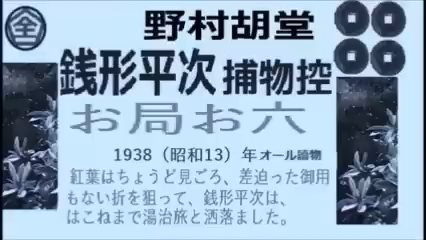 野村胡堂
銭形平次 捕物控
お局お六
1938（昭和13）年 オール讀物
紅葉はちょうど見ごろ、差迫った御用
もない折を狙って、銭形平次は、
はこねまで湯治旅と洒落ました。